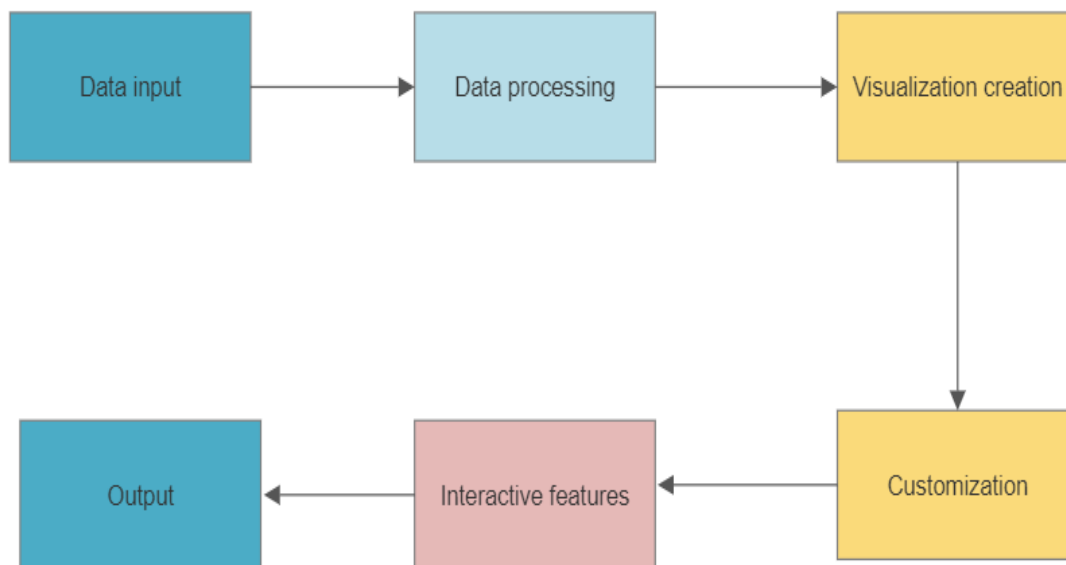 Data input
Data processing
Visualization creation
Customization
Interactive features
Output